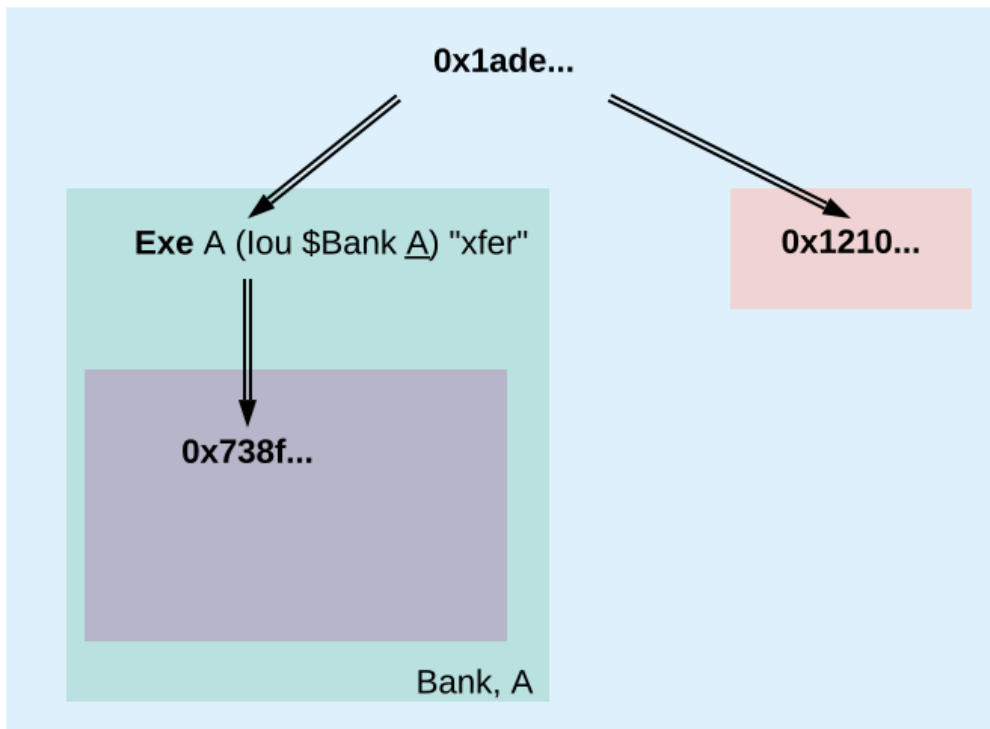 0x1ade...
Exe A (Iou $Bank A) "xfer"
0x1210...
0x738f...
Bank, A